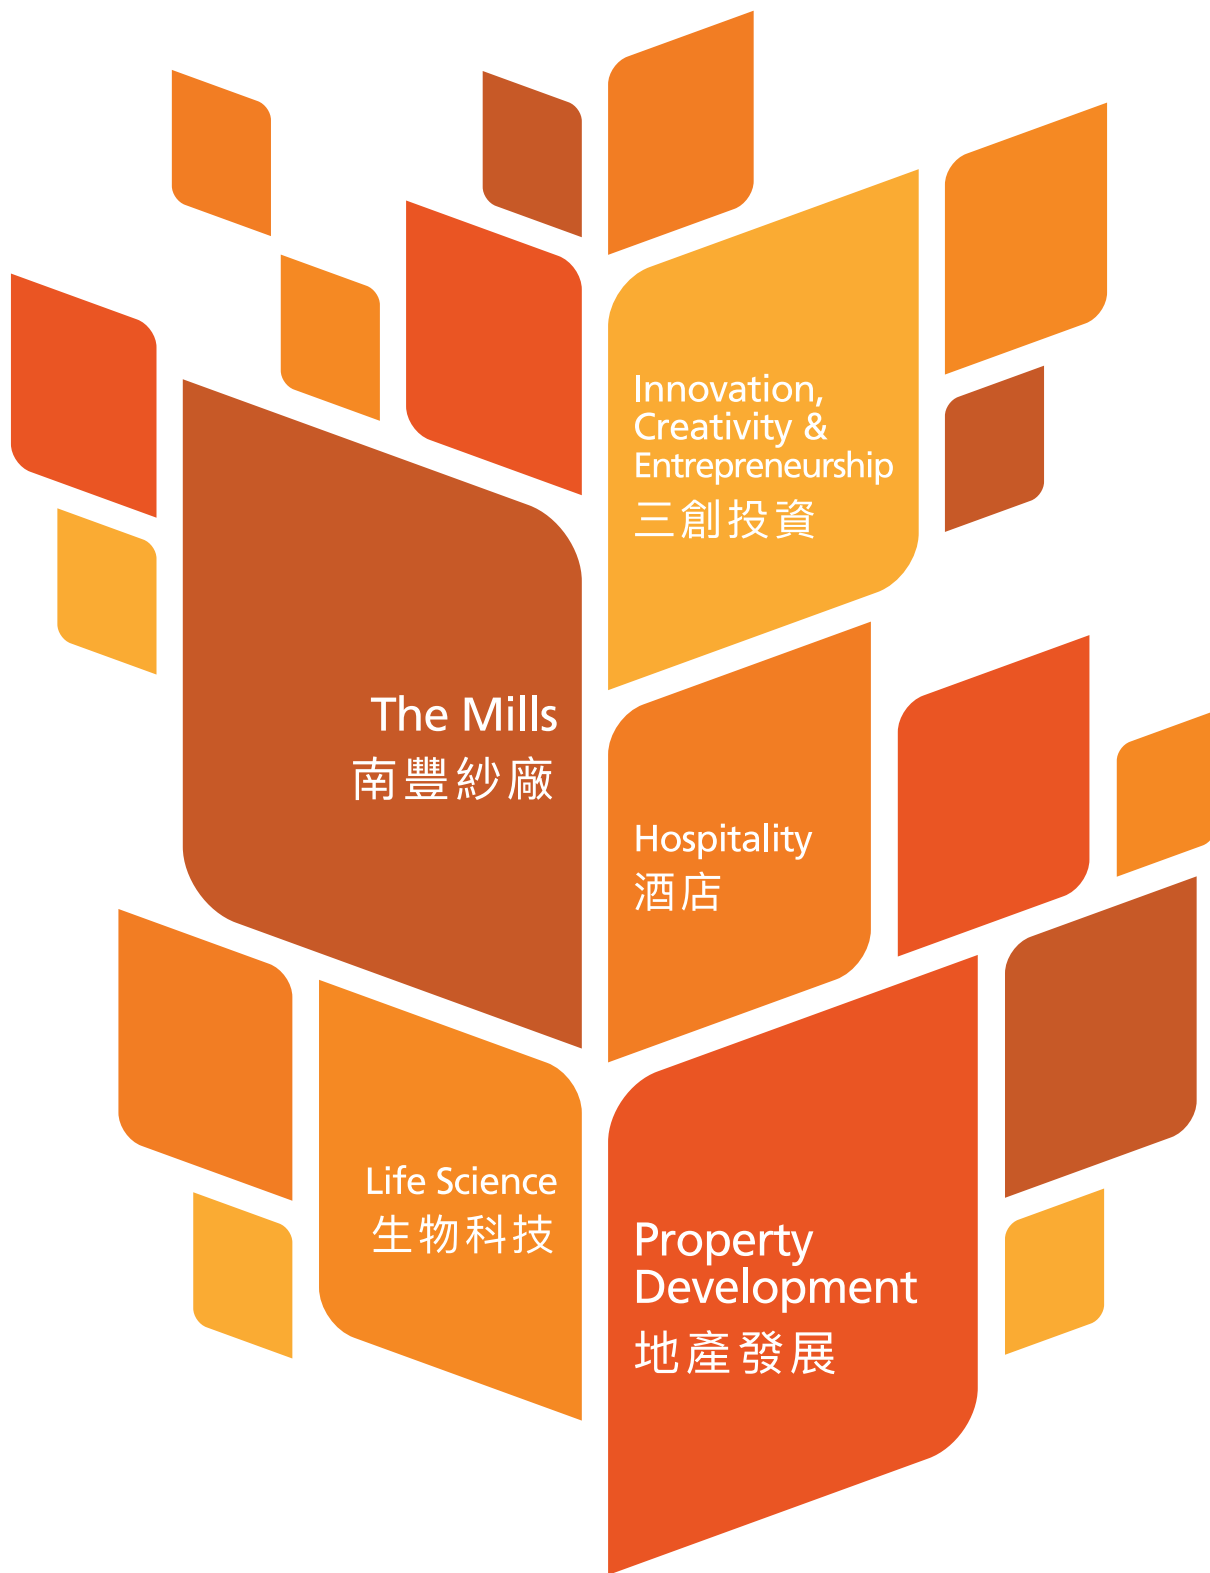 Innovation,
Creativity &
Entrepreneurship
三創投資
The Mills
南豐紗廠
Hospitality
酒店
Life Science
生物科技
Property
Development
地產發展